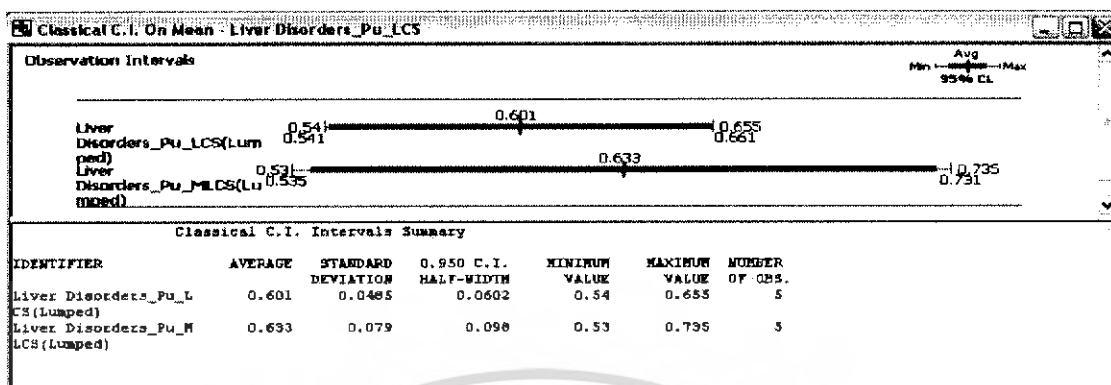 Classical C.I. On Mean - Liver Disorders_Pu_LCS
Observation Intervals
Avg
Min Max
95% CL
Liver
Disorders_Pu_LCS(Lum
ped)
0.54
0.541
0.601
0.655
0.661
Liver
Disorders_Pu_MLCS(Lu
mped)
0.53
0.535
0.633
0.735
0.731
Classical C.I. Intervals Summary
IDENTIFIER AVERAGE STANDARD 0.950 C.I. MINIMUM MAXIMUM NUMBER
DEVIATION HALF-WIDTH VALUE VALUE OF OBS.
Liver Disorders_Pu_L 0.601 0.0485 0.0602 0.54 0.655 5
CS(Lumped)
Liver Disorders_Pu_M 0.633 0.079 0.098 0.53 0.735 5
LCS(Lumped)